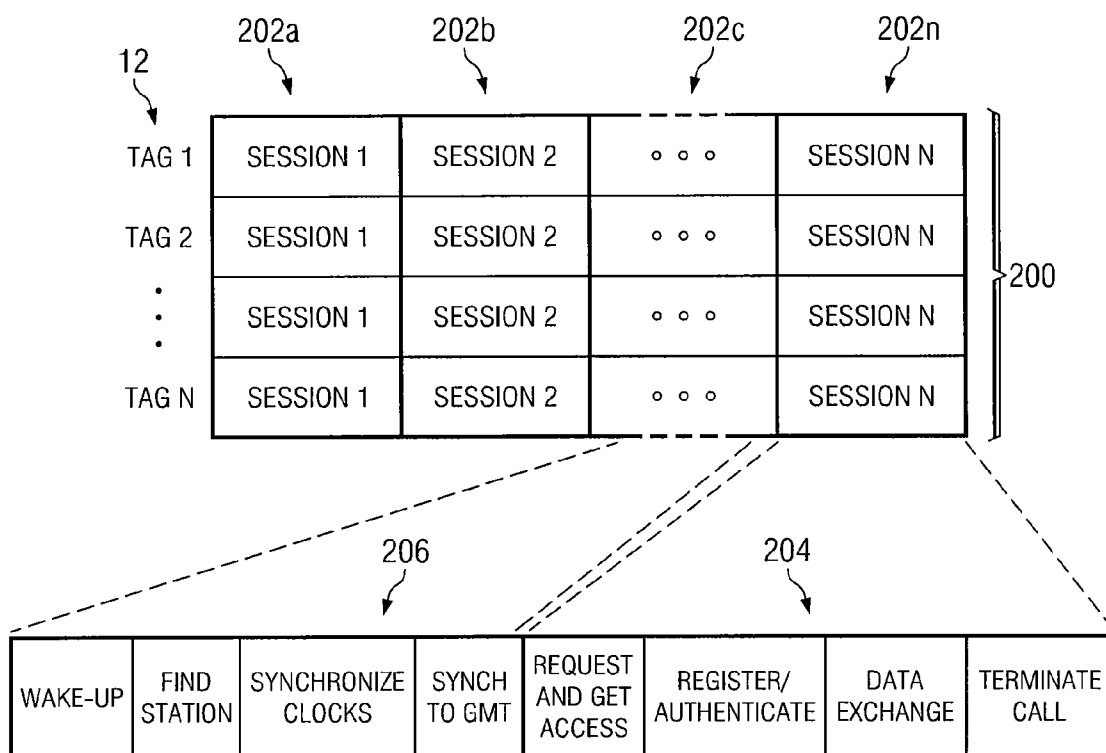 202a 202b 202c 202n
12
TAG 1 SESSION 1 SESSION 2 ° ° ° SESSION N
TAG 2 SESSION 1 SESSION 2 ° ° ° SESSION N
SESSION 1 SESSION 2 ° ° ° SESSION N
TAG N SESSION 1 SESSION 2 ° ° ° SESSION N
200
206 204
WAKE-UP
FIND
STATION
SYNCHRONIZE
CLOCKS
SYNCH
TO GMT
REQUEST
AND GET
ACCESS
REGISTER/
AUTHENTICATE
DATA
EXCHANGE
TERMINATE
CALL